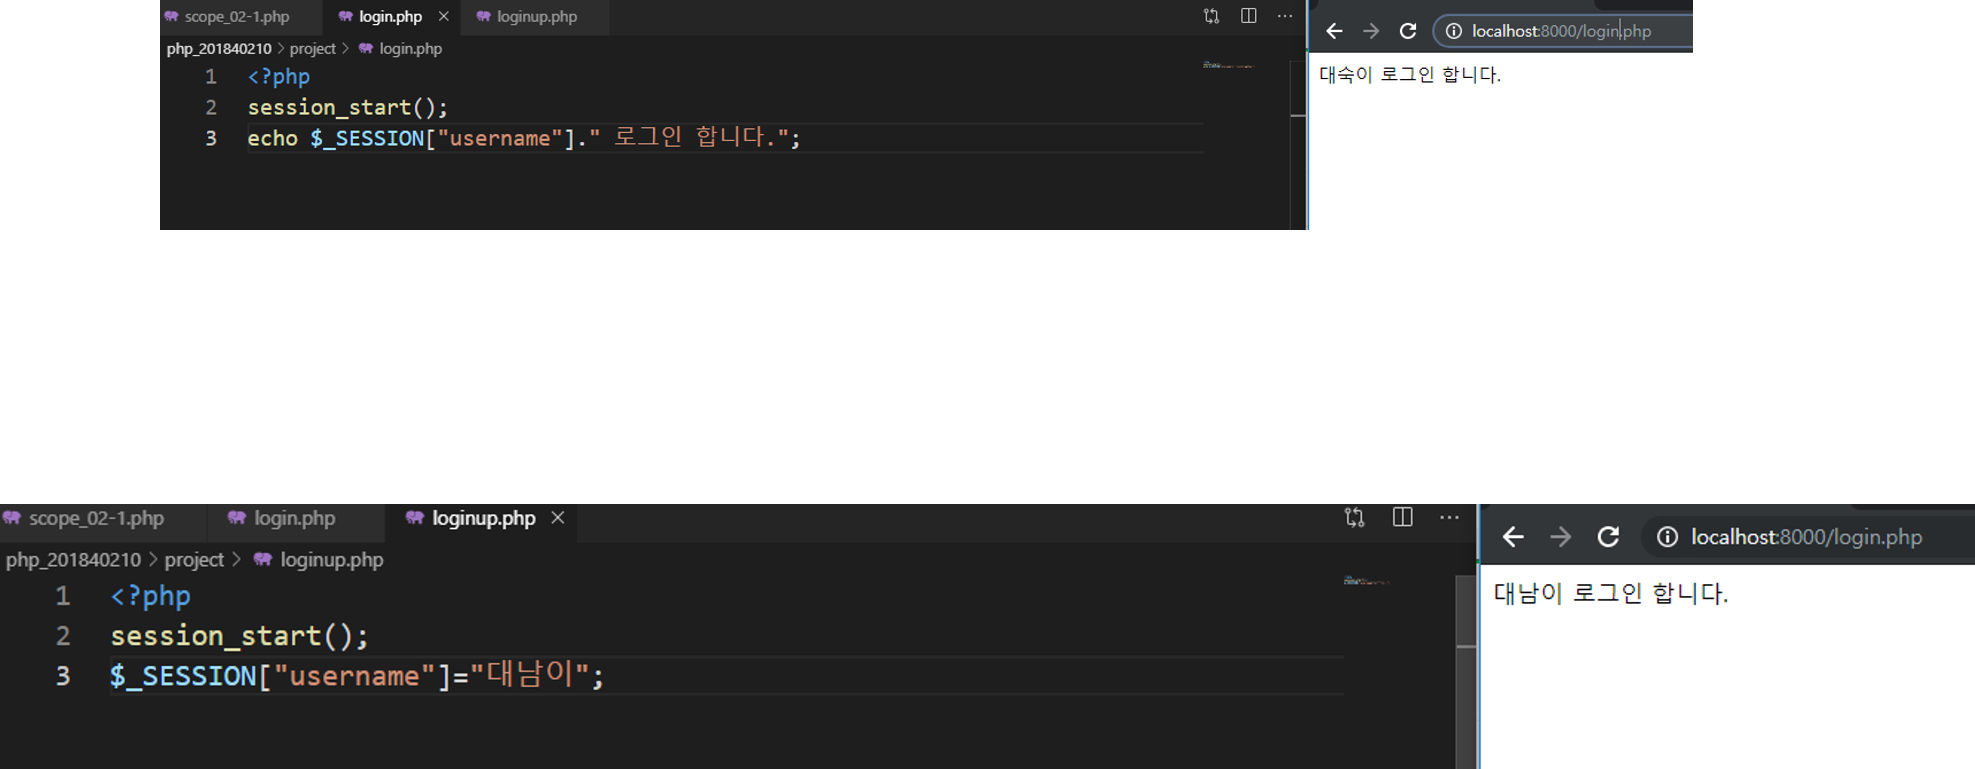 scope_02-1.php login.php loginup.php
localhost:8000/login.php
php_201840210 > project > login.php
1 <?php
2 session_start();
3 echo $_SESSION["username"]." 로그인 합니다.";
대숙이 로그인 합니다.
scope_02-1.php login.php loginup.php
localhost:8000/login.php
php_201840210 > project > loginup.php
1 <?php
2 session_start();
3 $_SESSION["username"]="대남이";
대남이 로그인 합니다.